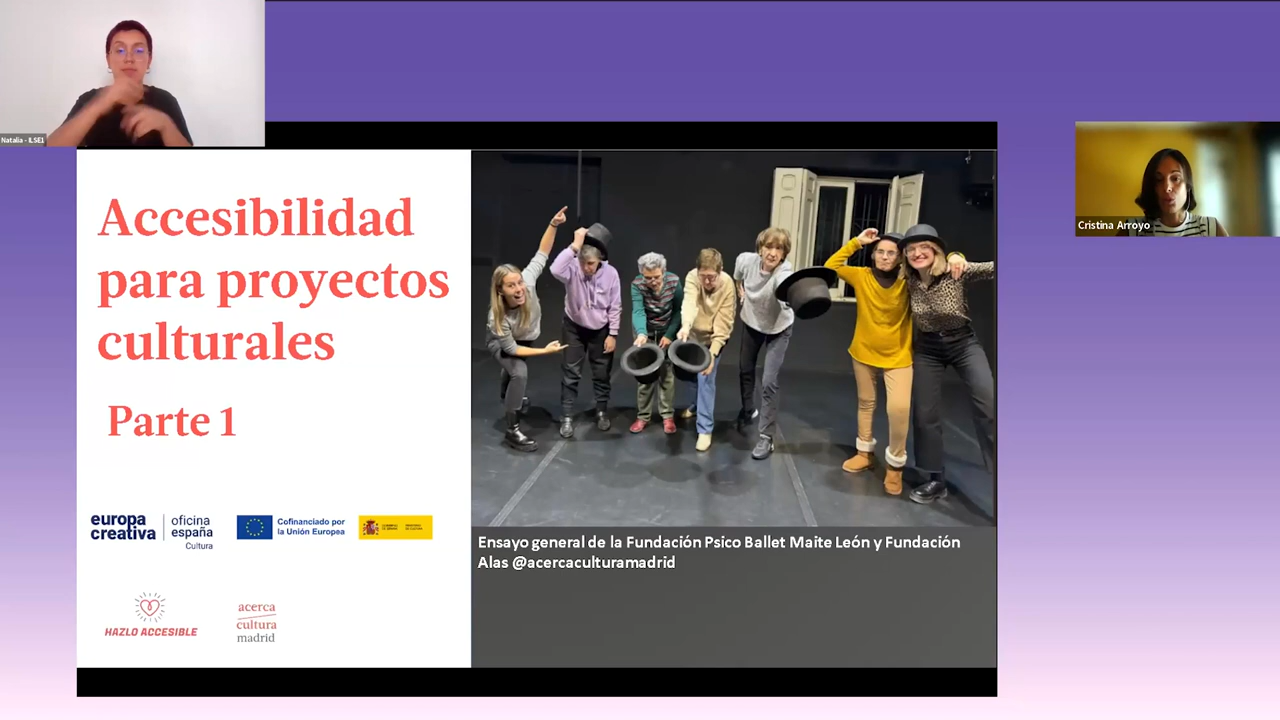 Natalia - ILSE1
Accesibilidad
para proyectos
culturales
Parte 1
europa
creativa
oficina
españa
Cultura
Cofinanciado por
la Unión Europea
HAZLO ACCESIBLE
acerca
cultura
madrid
Ensayo general de la Fundación Psico Ballet Maite León y Fundación
Alas @acercaculturamadrid
Cristina Arroyo